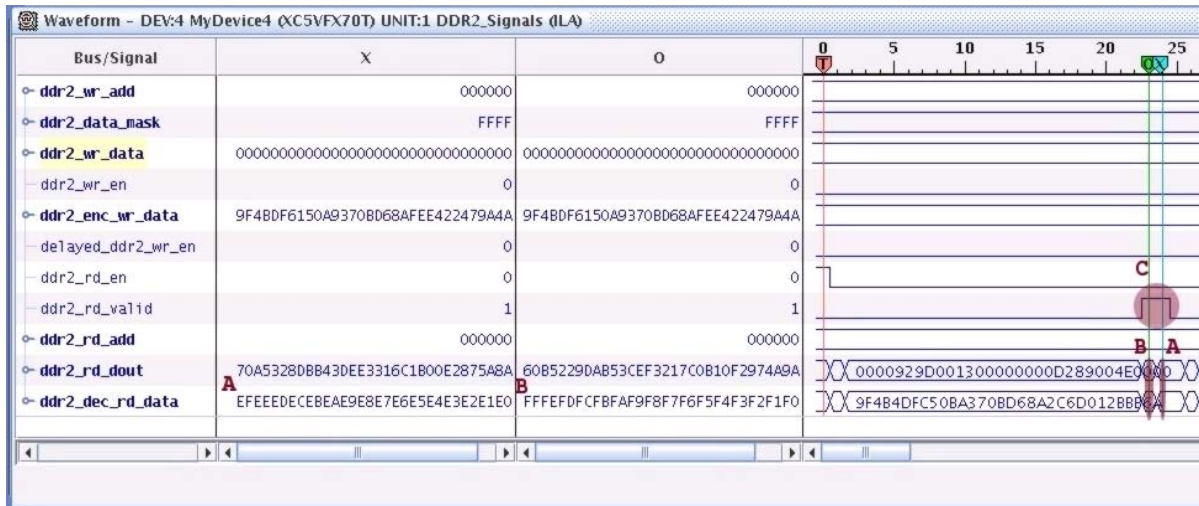 Waveform - DEV:4 MyDevice4 (XC5VFX70T) UNIT:1 DDR2_Signals (ILA)
Bus/Signal X O 0 5 10 15 20 25
T O X
ddr2_wr_add 000000 000000
ddr2_data_mask FFFF FFFF
ddr2_wr_data 00000000000000000000000000000000 00000000000000000000000000000000
ddr2_wr_en 0 0
ddr2_enc_wr_data 9F4BDF6150A9370BD68AFEE422479A4A 9F4BDF6150A9370BD68AFEE422479A4A
delayed_ddr2_wr_en 0 0
ddr2_rd_en 0 0 C
ddr2_rd_valid 1 1
ddr2_rd_add 000000 000000 B A
ddr2_rd_dout 70A5328DBB43DEE3316C1B00E2875A8A 60B5229DAB53CEF3217C0B10F2974A9A
A B
ddr2_dec_rd_data EFEEEDECEBEAE9E8E7E6E5E4E3E2E1E0 FFFEFDFCFBFAF9F8F7F6F5F4F3F2F1F0